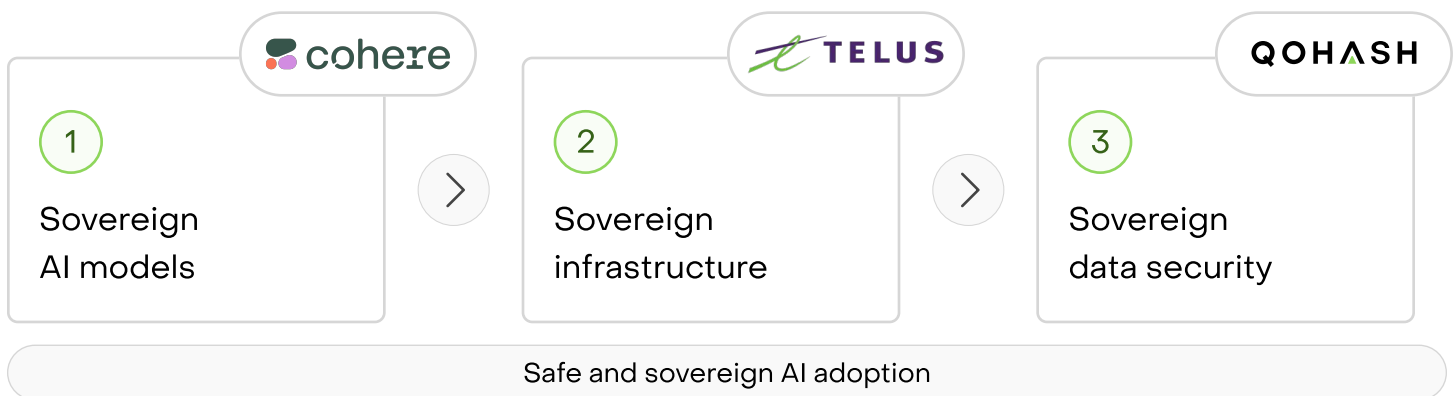 cohere
1
Sovereign
AI models
TELUS
2
Sovereign
infrastructure
QOHASH
3
Sovereign
data security
Safe and sovereign AI adoption